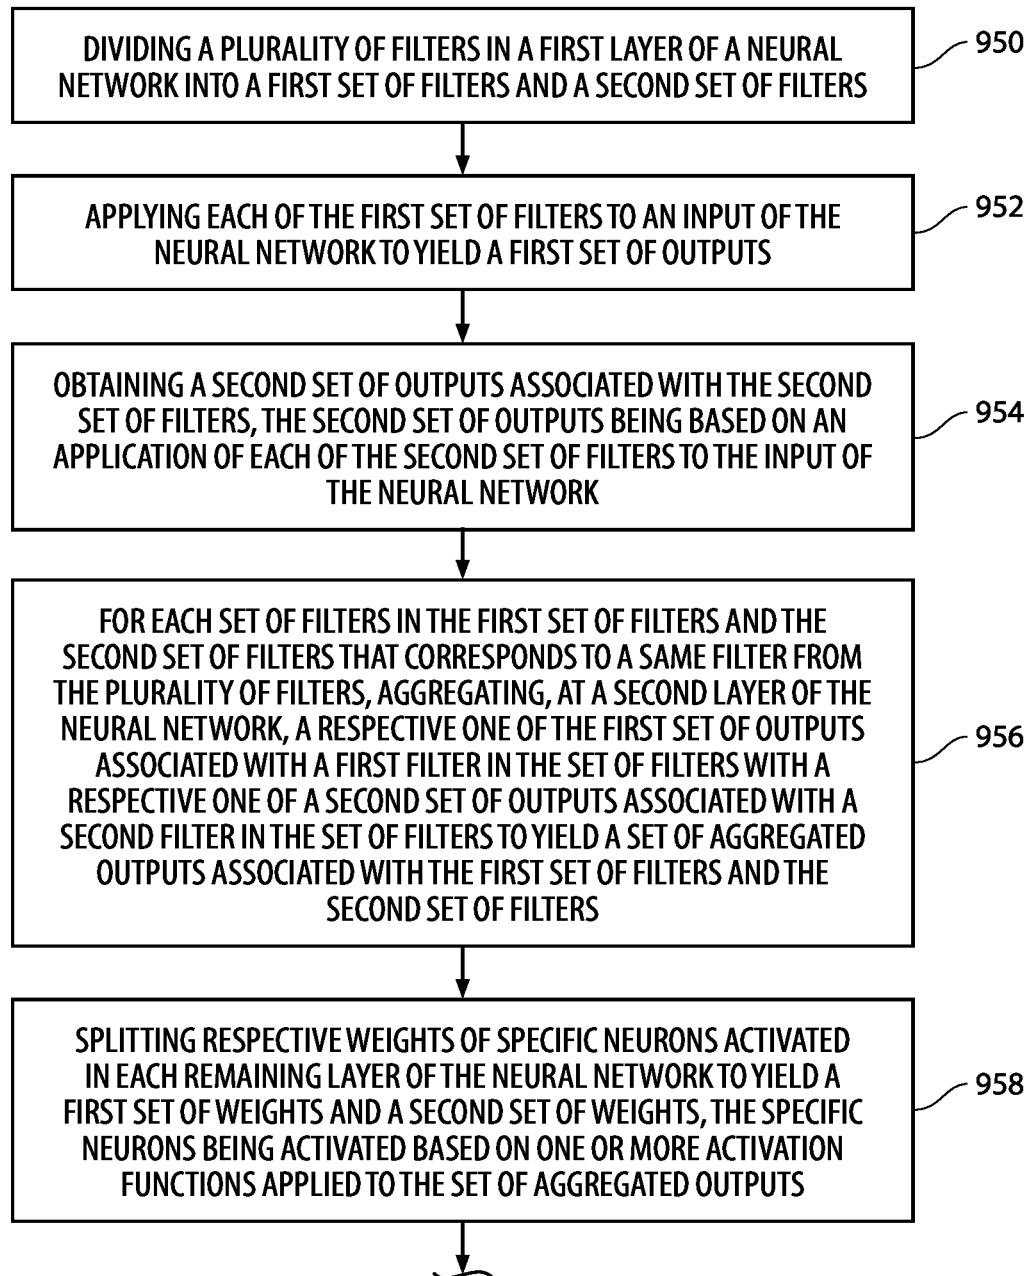 DIVIDING A PLURALITY OF FILTERS IN A FIRST LAYER OF A NEURAL
NETWORK INTO A FIRST SET OF FILTERS AND A SECOND SET OF FILTERS
950
APPLYING EACH OF THE FIRST SET OF FILTERS TO AN INPUT OF THE
NEURAL NETWORK TO YIELD A FIRST SET OF OUTPUTS
952
OBTAINING A SECOND SET OF OUTPUTS ASSOCIATED WITH THE SECOND
SET OF FILTERS, THE SECOND SET OF OUTPUTS BEING BASED ON AN
APPLICATION OF EACH OF THE SECOND SET OF FILTERS TO THE INPUT OF
THE NEURAL NETWORK
954
FOR EACH SET OF FILTERS IN THE FIRST SET OF FILTERS AND THE
SECOND SET OF FILTERS THAT CORRESPONDS TO A SAME FILTER FROM
THE PLURALITY OF FILTERS, AGGREGATING, AT A SECOND LAYER OF THE
NEURAL NETWORK, A RESPECTIVE ONE OF THE FIRST SET OF OUTPUTS
ASSOCIATED WITH A FIRST FILTER IN THE SET OF FILTERS WITH A
RESPECTIVE ONE OF A SECOND SET OF OUTPUTS ASSOCIATED WITH A
SECOND FILTER IN THE SET OF FILTERS TO YIELD A SET OF AGGREGATED
OUTPUTS ASSOCIATED WITH THE FIRST SET OF FILTERS AND THE
SECOND SET OF FILTERS
956
SPLITTING RESPECTIVE WEIGHTS OF SPECIFIC NEURONS ACTIVATED
IN EACH REMAINING LAYER OF THE NEURAL NETWORK TO YIELD A
FIRST SET OF WEIGHTS AND A SECOND SET OF WEIGHTS, THE SPECIFIC
NEURONS BEING ACTIVATED BASED ON ONE OR MORE ACTIVATION
FUNCTIONS APPLIED TO THE SET OF AGGREGATED OUTPUTS
958